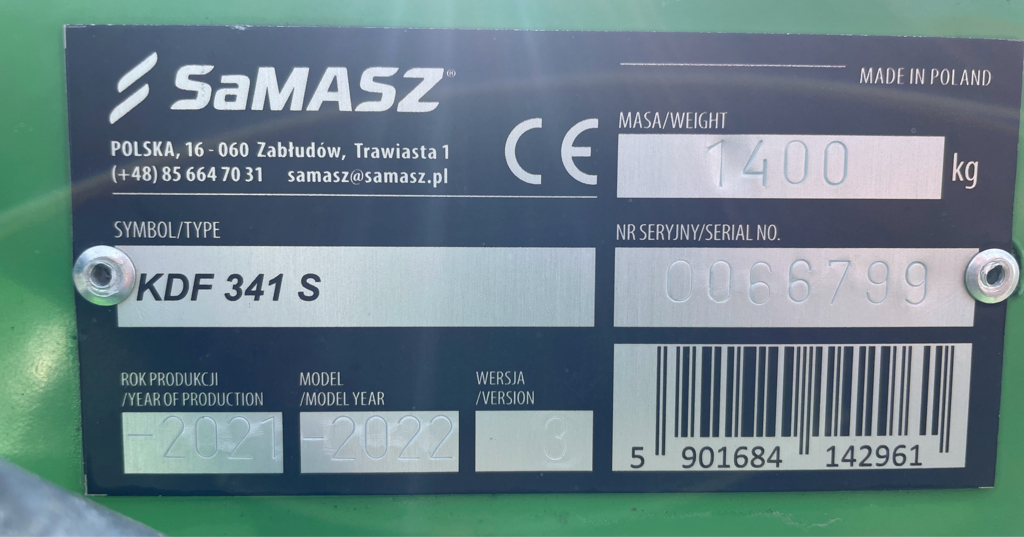 SaMASZ®
MADE IN POLAND
POLSKA, 16 - 060 Zabłudów, Trawiasta 1
(+48) 85 664 70 31 samasz@samasz.pl
CE
MASA/WEIGHT
1400 kg
SYMBOL/TYPE
KDF 341 S
NR SERYJNY/SERIAL NO.
0066799
ROK PRODUKCJI
/YEAR OF PRODUCTION
-2021
MODEL
/MODEL YEAR
-2022
WERSJA
/VERSION
3
5 901684 142961